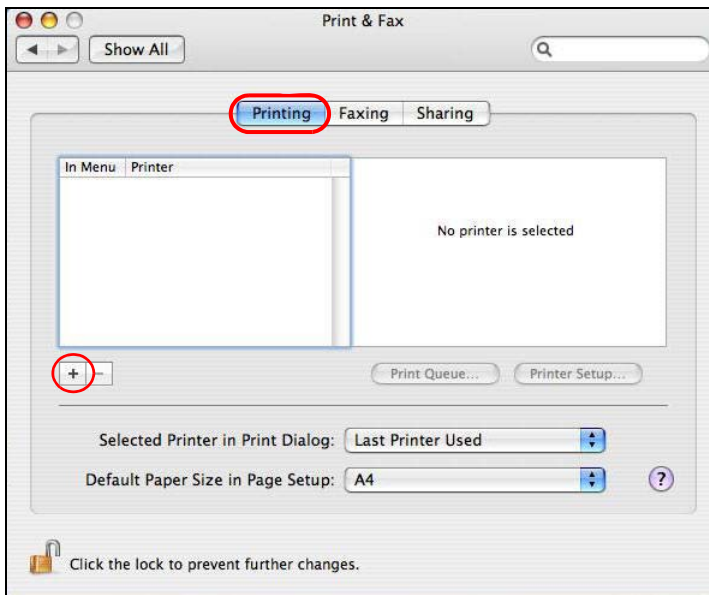 Print & Fax
Show All
Printing Faxing Sharing
In Menu Printer
No printer is selected
+ −
Print Queue... Printer Setup...
Selected Printer in Print Dialog: Last Printer Used
Default Paper Size in Page Setup: A4 ?
Click the lock to prevent further changes.